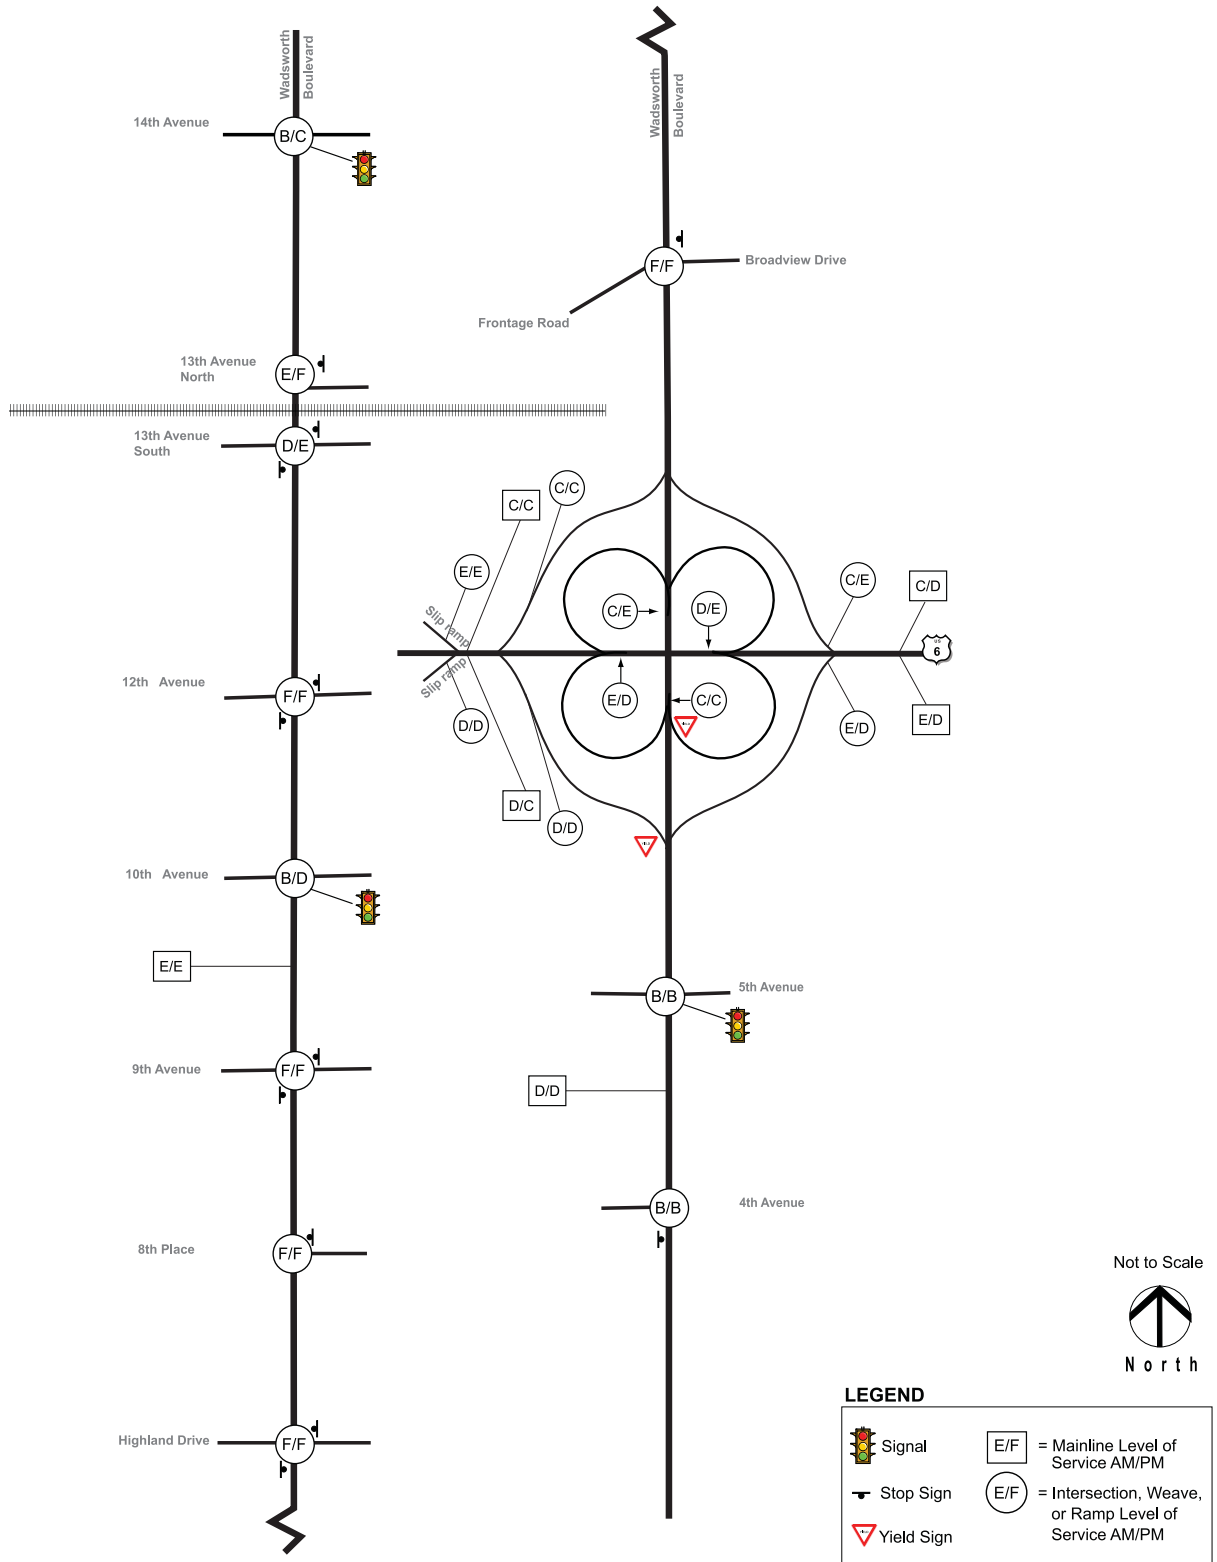 Wadsworth
Boulevard
14th Avenue
B/C
13th Avenue
North
E/F
13th Avenue
South
D/E
12th Avenue
F/F
10th Avenue
B/D
E/E
9th Avenue
F/F
8th Place
F/F
Highland Drive
F/F
Wadsworth
Boulevard
F/F
Broadview Drive
Frontage Road
C/C
C/C
E/E
Slip ramp
Slip ramp
D/D
D/C
D/D
C/E
D/E
E/D
C/C
C/E
C/D
US
6
E/D
E/D
B/B
5th Avenue
D/D
B/B
4th Avenue
Not to Scale
North
LEGEND
Signal
E/F
= Mainline Level of
Service AM/PM
Stop Sign
E/F
= Intersection, Weave,
or Ramp Level of
Service AM/PM
Yield Sign